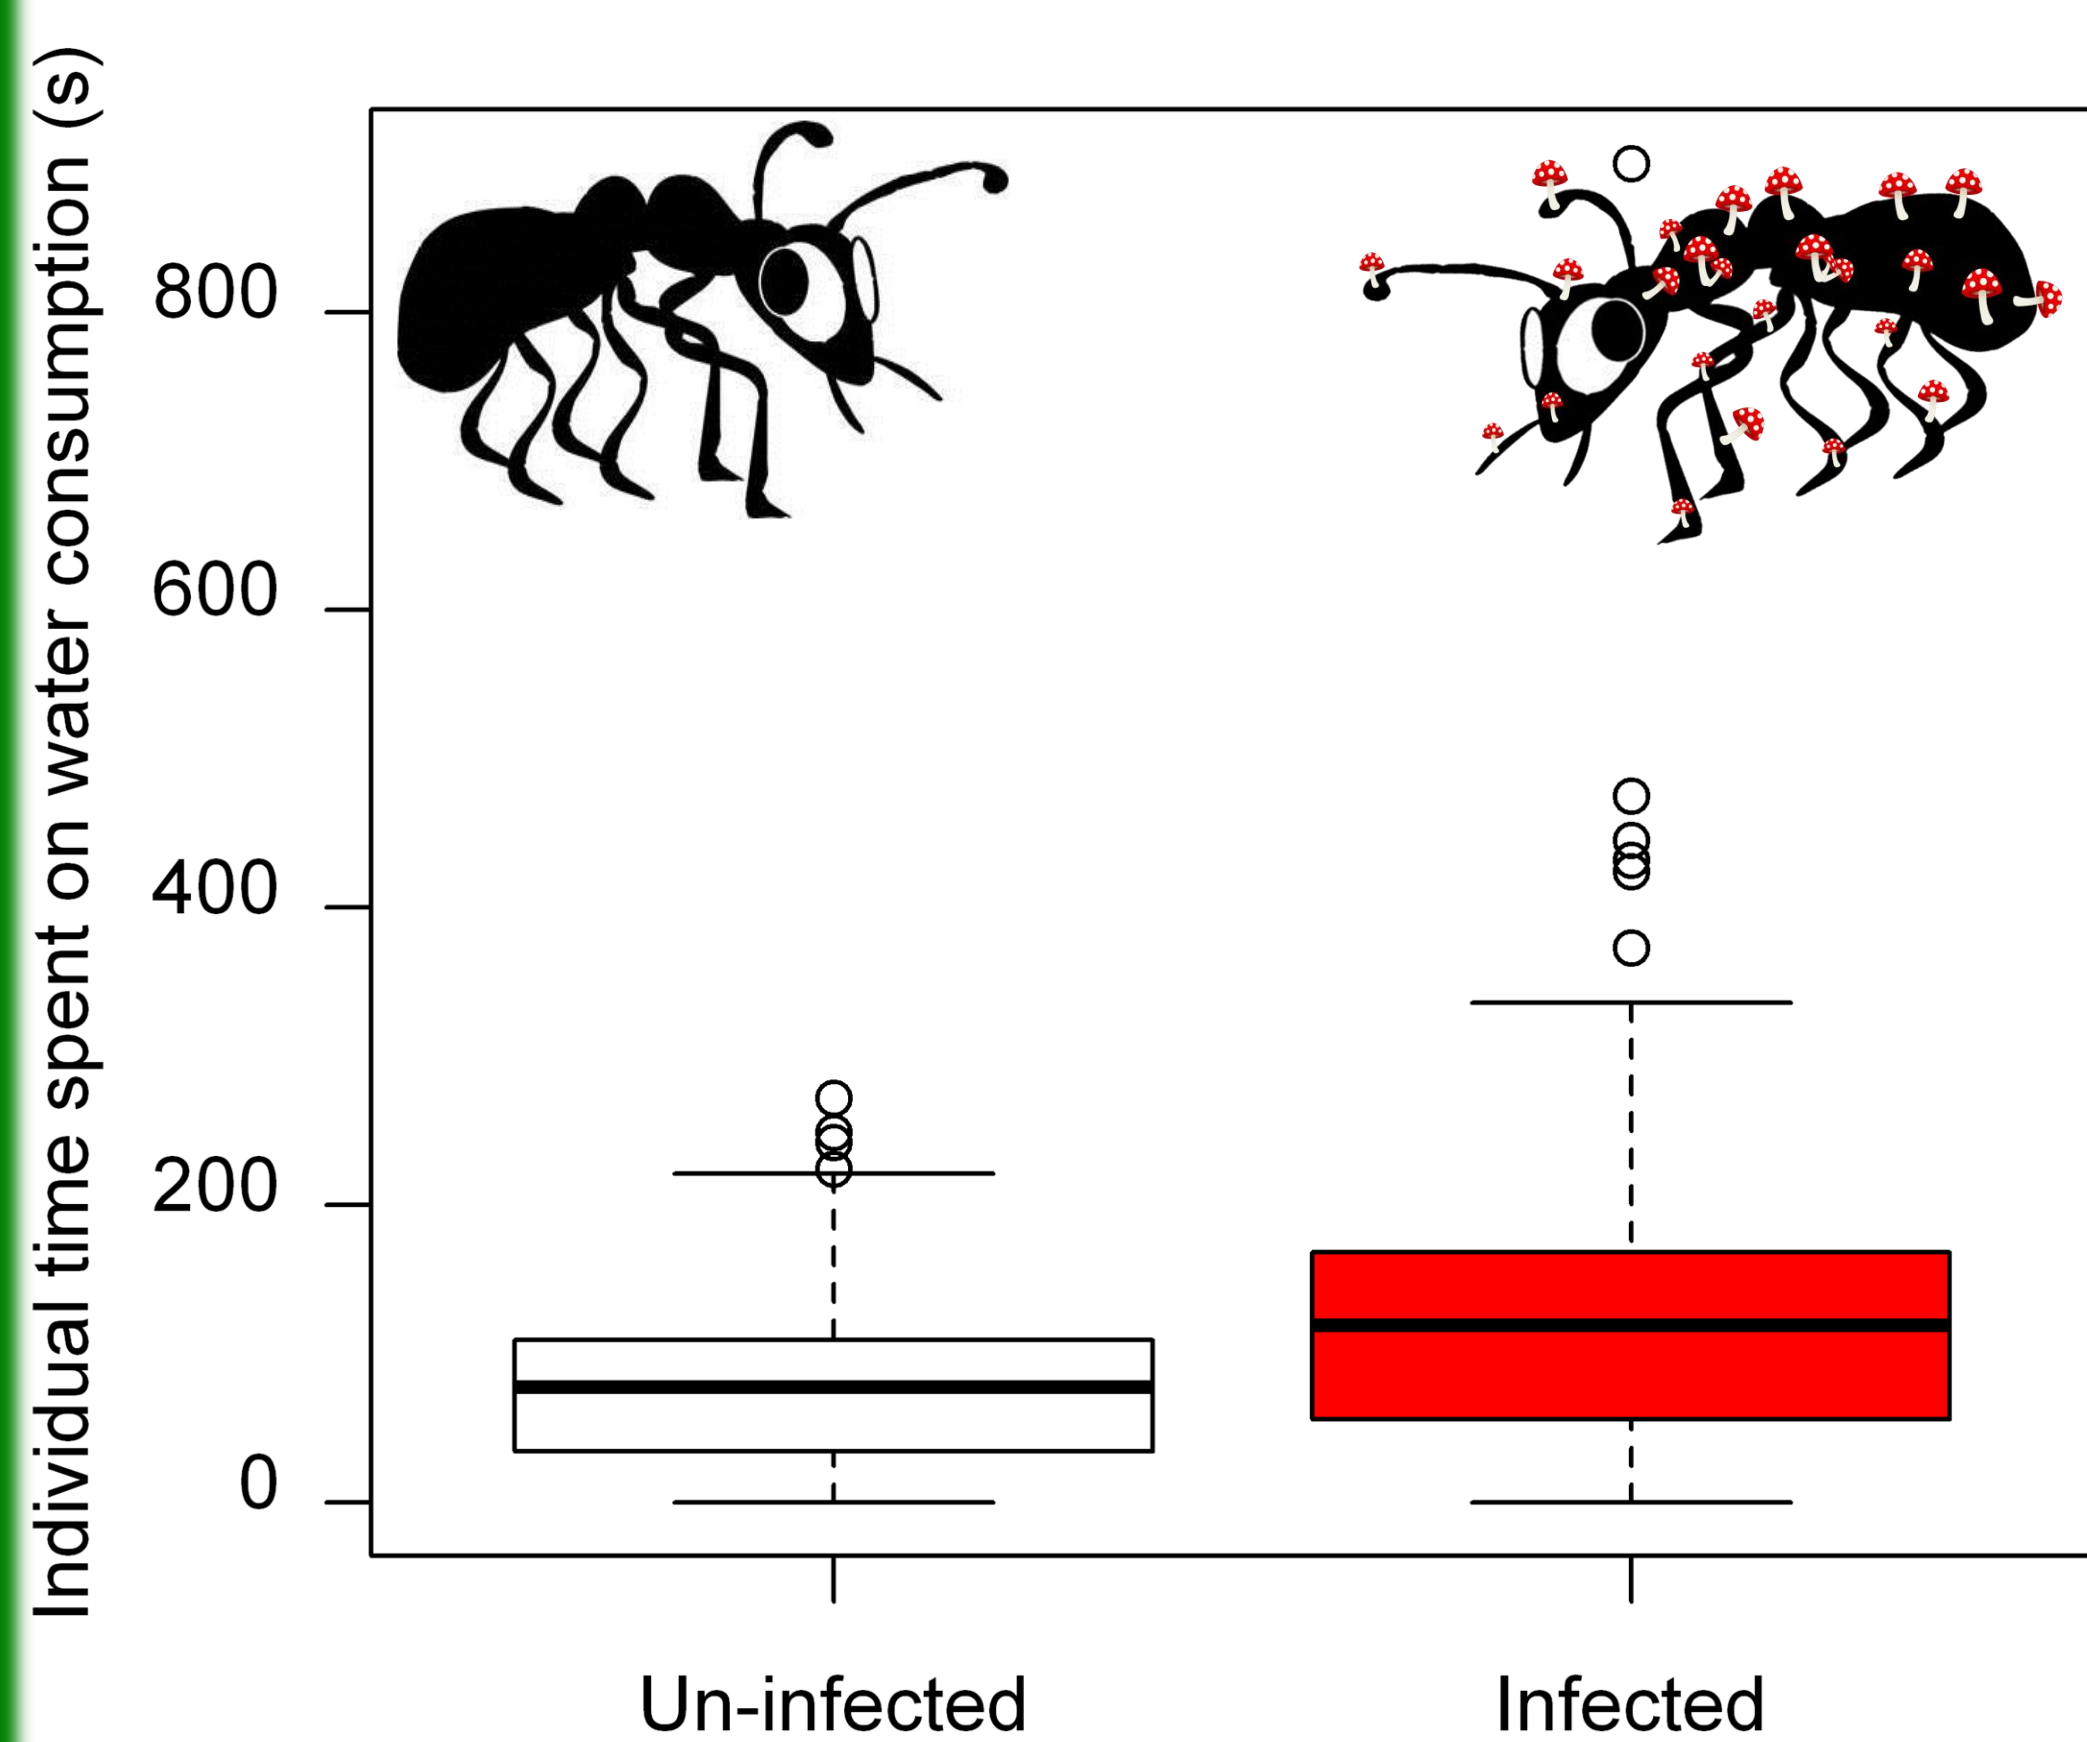 Individual time spent on water consumption (s)
800
600
400
200
0
Un-infected
Infected